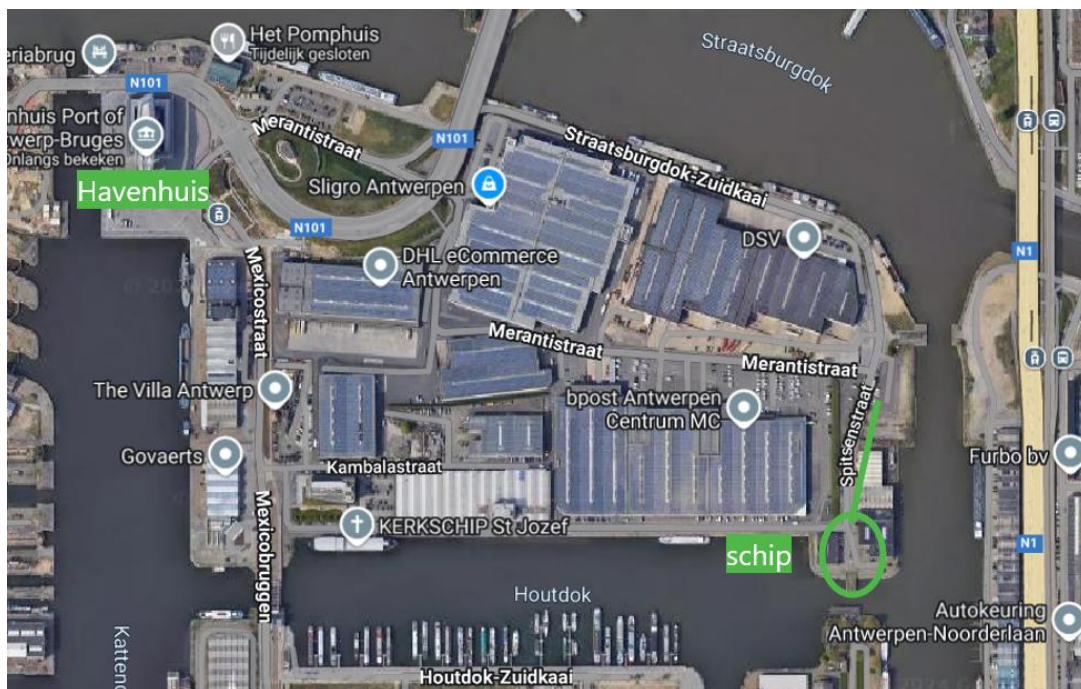 eriabrug
Het Pomphuis
Tijdelijk gesloten
Straatsburgdok
N101
nhuis Port of
twerp-Bruges
Onlangs bekeken
Merantistraat
N101
Straatsburgdok-Zuidkaai
Havenhuis
Sligro Antwerpen
N101
DSV
N1
DHL eCommerce
Antwerpen
Mexicostraat
Merantistraat
Merantistraat
The Villa Antwerp
bpost Antwerpen
Centrum MC
Spitsenstraat
Govaerts
Kambalastraat
Furbo bv
KERKSCHIP St Jozef
Mexicobruggen
schip
N1
Houtdok
Autokeuring
Antwerpen-Noorderlaan
Kattend
Houtdok-Zuidkaai